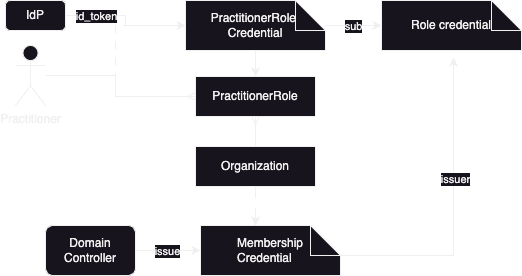 IdP
id_token
PractitionerRole
Credential
sub
Role credential
Practitioner
PractitionerRole
Organization
issuer
Domain
Controller
issue
Membership
Credential